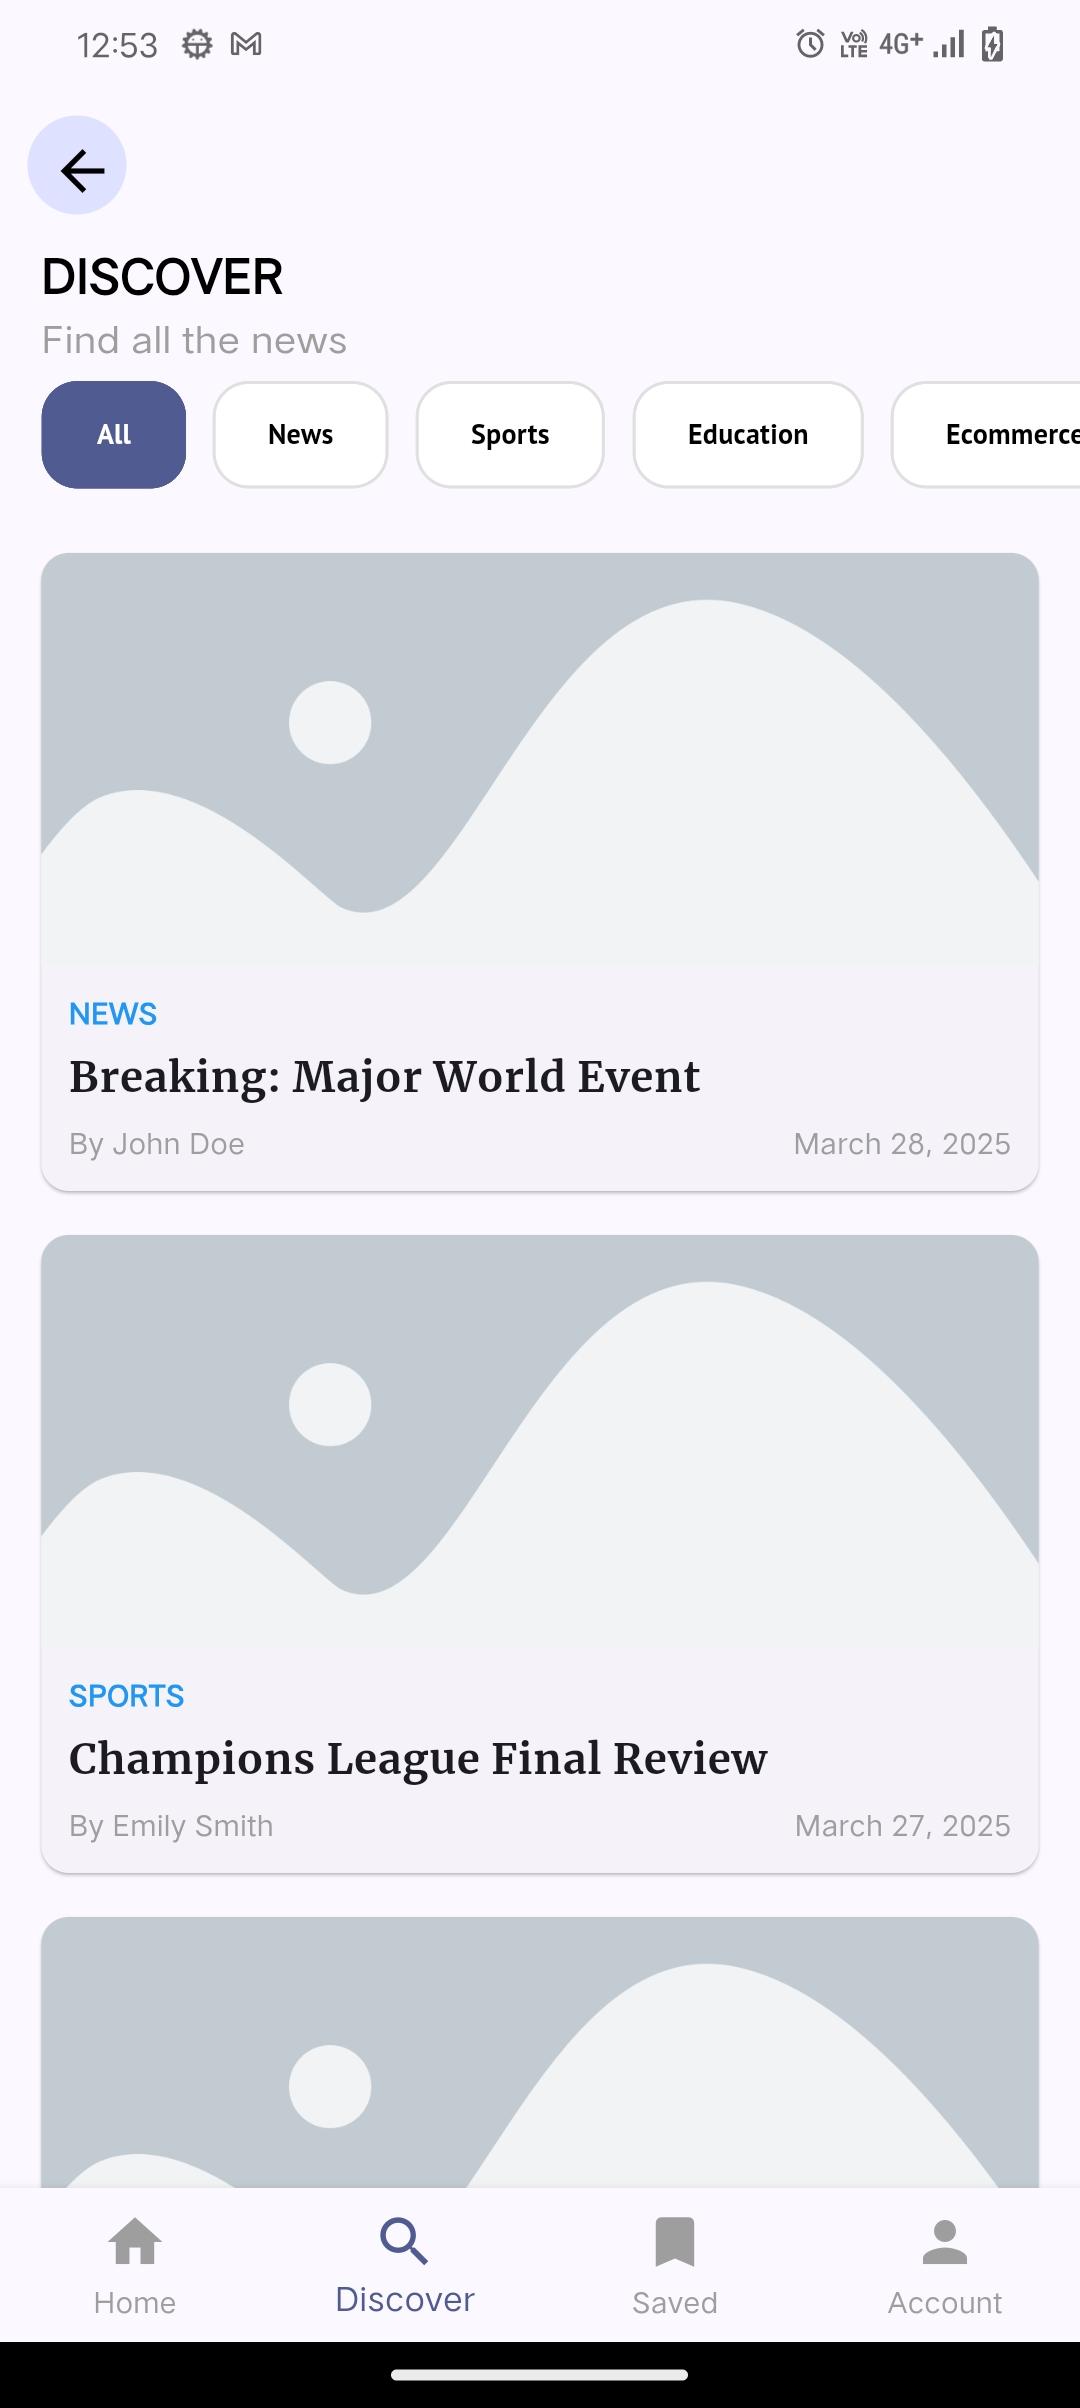 12:53 Vo) LTE 4G+
DISCOVER
Find all the news
All News Sports Education Ecommerce
NEWS
Breaking: Major World Event
By John Doe March 28, 2025
SPORTS
Champions League Final Review
By Emily Smith March 27, 2025
Home Discover Saved Account